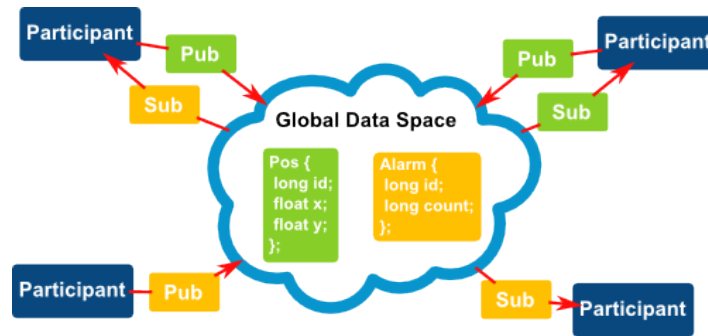 Participant
Pub
Sub
Participant
Pub
Sub
Global Data Space
Pos {
long id;
float x;
float y;
};
Alarm {
long id;
long count;
};
Participant
Pub
Sub
Participant